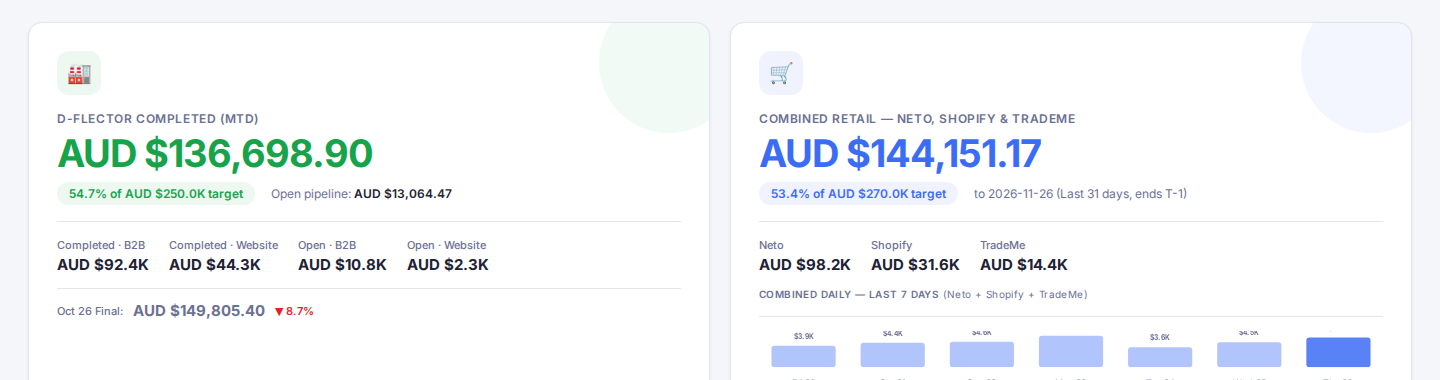 D-FLECTOR COMPLETED (MTD)
AUD $136,698.90
54.7% of AUD $250.0K target
Open pipeline: AUD $13,064.47
Completed · B2B
Completed · Website
Open · B2B
Open · Website
AUD $92.4K
AUD $44.3K
AUD $10.8K
AUD $2.3K
Oct 26 Final: AUD $149,805.40 ▼ 8.7%
COMBINED RETAIL — NETO, SHOPIFY & TRADEME
AUD $144,151.17
53.4% of AUD $270.0K target
to 2026-11-26 (Last 31 days, ends T-1)
Neto
Shopify
TradeMe
AUD $98.2K
AUD $31.6K
AUD $14.4K
COMBINED DAILY — LAST 7 DAYS (Neto + Shopify + TradeMe)
$3.9K
$4.4K
$4.6K
$3.6K
$4.5K